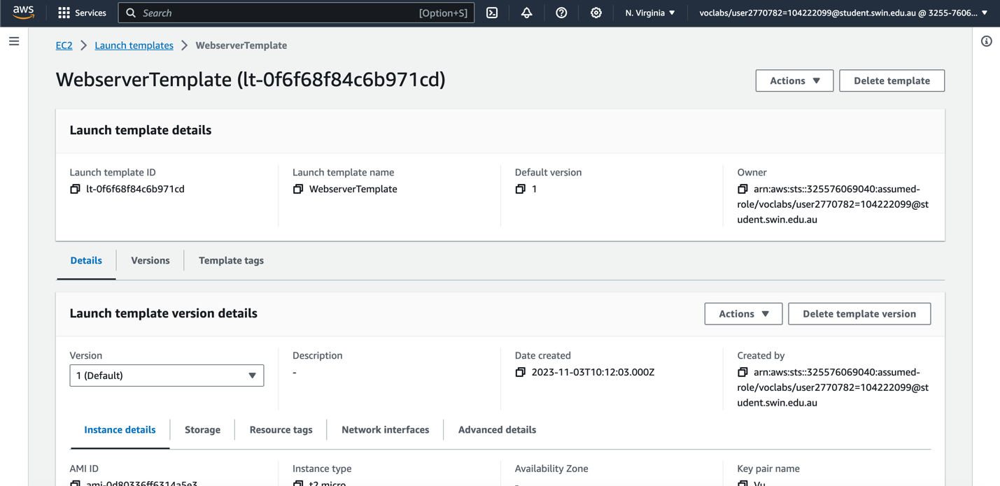 aws Services Search [Option+S] N. Virginia voclabs/user2770782=104222099@student.swin.edu.au @ 3255-7606...
EC2 Launch templates WebserverTemplate
WebserverTemplate (lt-0f6f68f84c6b971cd)
Actions Delete template
Launch template details
Launch template ID
lt-0f6f68f84c6b971cd
Launch template name
WebserverTemplate
Default version
1
Owner
arn:aws:sts::325576069040:assumed-
role/voclabs/user2770782=104222099@st
udent.swin.edu.au
Details Versions Template tags
Launch template version details
Actions Delete template version
Version
1 (Default)
Description
-
Date created
2023-11-03T10:12:03.000Z
Created by
arn:aws:sts::325576069040:assumed-
role/voclabs/user2770782=104222099@st
udent.swin.edu.au
Instance details Storage Resource tags Network interfaces Advanced details
AMI ID
ami-0d80336ff6314a5e3
Instance type
t2.micro
Availability Zone
-
Key pair name
Vu